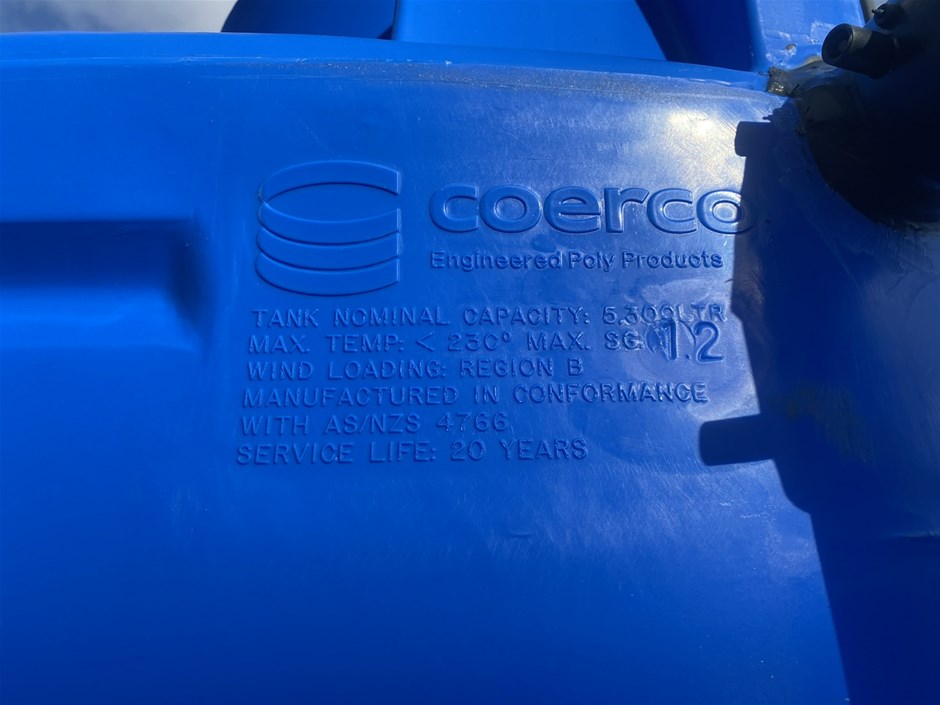 coerco
Engineered Poly Products
TANK NOMINAL CAPACITY: 5,300LTR
MAX. TEMP: < 23C° MAX. SG: 1.2
WIND LOADING: REGION B
MANUFACTURED IN CONFORMANCE
WITH AS/NZS 4766
SERVICE LIFE: 20 YEARS